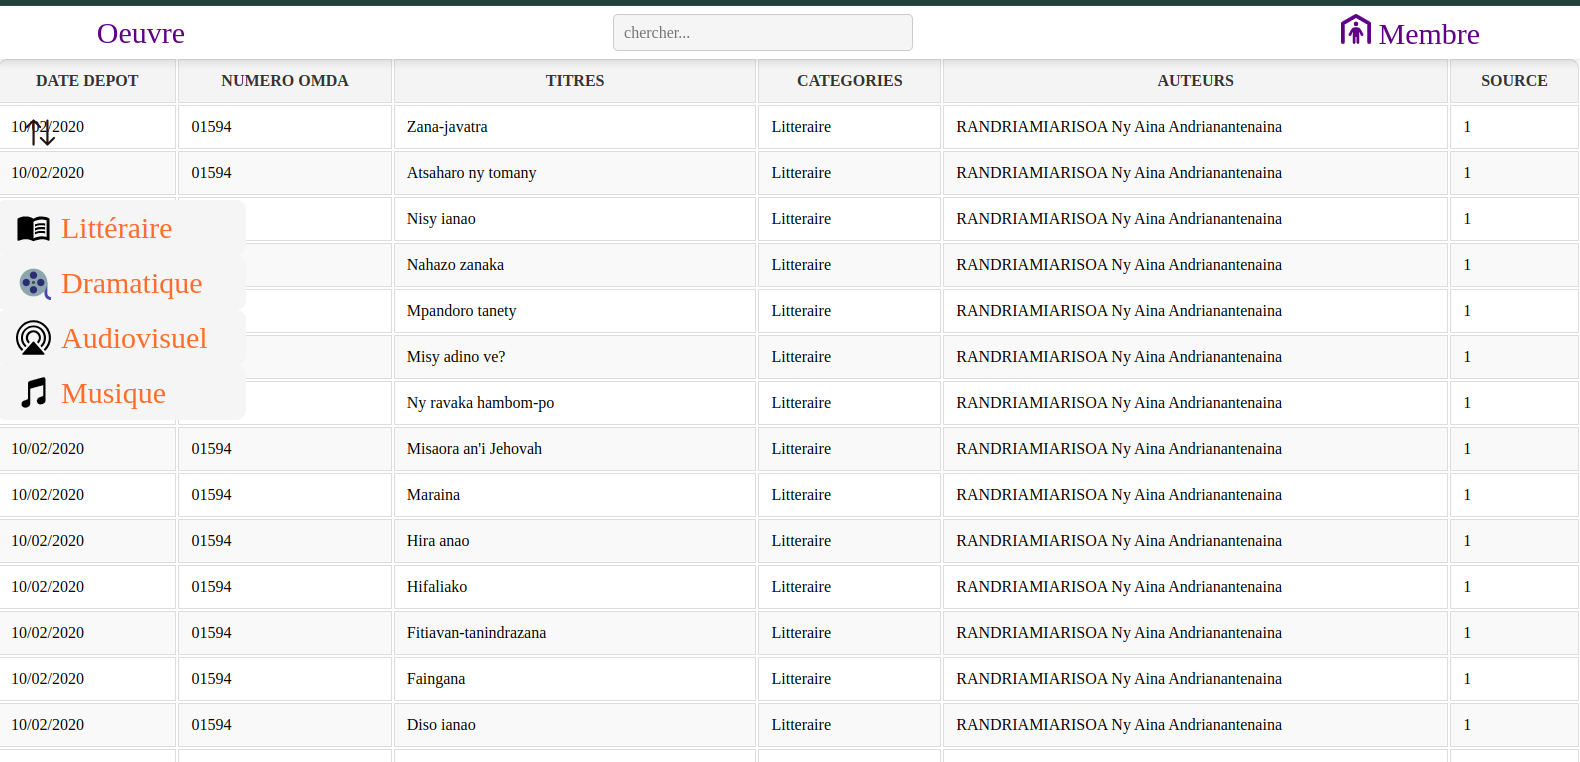 Oeuvre chercher... Membre
DATE DEPOT NUMERO OMDA TITRES CATEGORIES AUTEURS SOURCE
10/02/2020 01594 Zana-javatra Litteraire RANDRIAMIARISOA Ny Aina Andrianantenaina 1
10/02/2020 01594 Atsaharo ny tomany Litteraire RANDRIAMIARISOA Ny Aina Andrianantenaina 1
Littéraire Nisy ianao Litteraire RANDRIAMIARISOA Ny Aina Andrianantenaina 1
Dramatique Nahazo zanaka Litteraire RANDRIAMIARISOA Ny Aina Andrianantenaina 1
Mpandoro tanety Litteraire RANDRIAMIARISOA Ny Aina Andrianantenaina 1
Audiovisuel Misy adino ve? Litteraire RANDRIAMIARISOA Ny Aina Andrianantenaina 1
Musique Ny ravaka hambom-po Litteraire RANDRIAMIARISOA Ny Aina Andrianantenaina 1
10/02/2020 01594 Misaora an'i Jehovah Litteraire RANDRIAMIARISOA Ny Aina Andrianantenaina 1
10/02/2020 01594 Maraina Litteraire RANDRIAMIARISOA Ny Aina Andrianantenaina 1
10/02/2020 01594 Hira anao Litteraire RANDRIAMIARISOA Ny Aina Andrianantenaina 1
10/02/2020 01594 Hifaliako Litteraire RANDRIAMIARISOA Ny Aina Andrianantenaina 1
10/02/2020 01594 Fitiavan-tanindrazana Litteraire RANDRIAMIARISOA Ny Aina Andrianantenaina 1
10/02/2020 01594 Faingana Litteraire RANDRIAMIARISOA Ny Aina Andrianantenaina 1
10/02/2020 01594 Diso ianao Litteraire RANDRIAMIARISOA Ny Aina Andrianantenaina 1